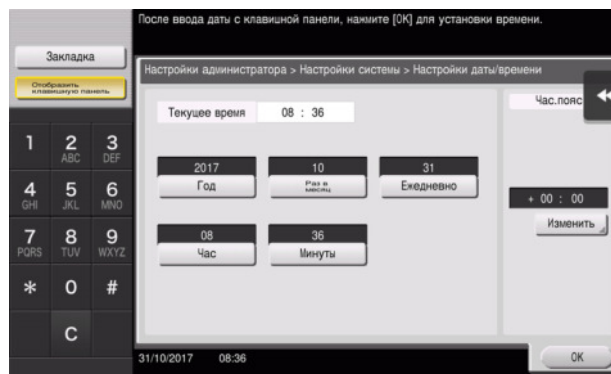 После ввода даты с клавишной панели, нажмите [OK] для установки
времени.
Закладка
Отобразить
клавишную панель
Настройки администратора > Настройки системы > Настройки даты/времени
Час.пояс
Текущее время 08 : 36
1 2 ABC 3 DEF
4 GHI 5 JKL 6 MNO
7 PQRS 8 TUV 9 WXYZ
* 0 #
C
2017 10 31
Год Раз в месяц Ежедневно
+ 00 : 00
Изменить
08 36
Час Минуты
31/10/2017 08:36
OK